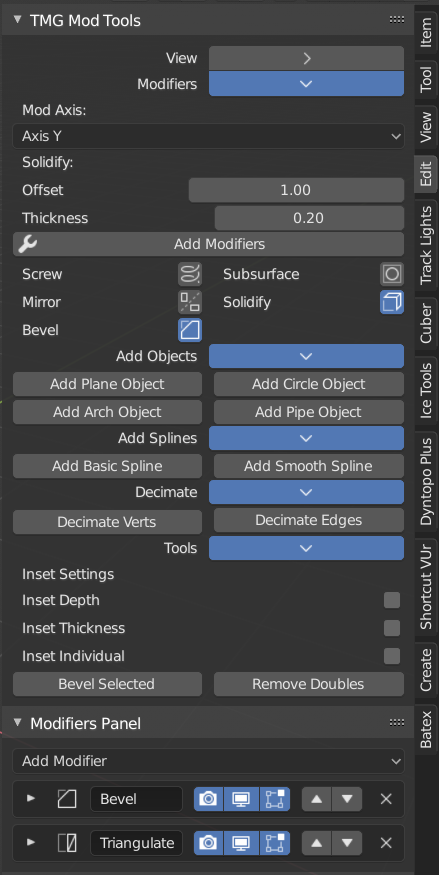 TMG Mod Tools
View
Modifiers
Mod Axis:
Axis Y
Solidify:
Offset 1.00
Thickness 0.20
Add Modifiers
Screw Subsurface
Mirror Solidify
Bevel
Add Objects
Add Plane Object Add Circle Object
Add Arch Object Add Pipe Object
Add Splines
Add Basic Spline Add Smooth Spline
Decimate
Decimate Verts Decimate Edges
Tools
Inset Settings
Inset Depth
Inset Thickness
Inset Individual
Bevel Selected Remove Doubles
Modifiers Panel
Add Modifier
Bevel
Triangulate
Item
Tool
View
Edit
Track Lights
Cuber
Ice Tools
Dyntopo Plus
Shortcut VUr
Create
Batex